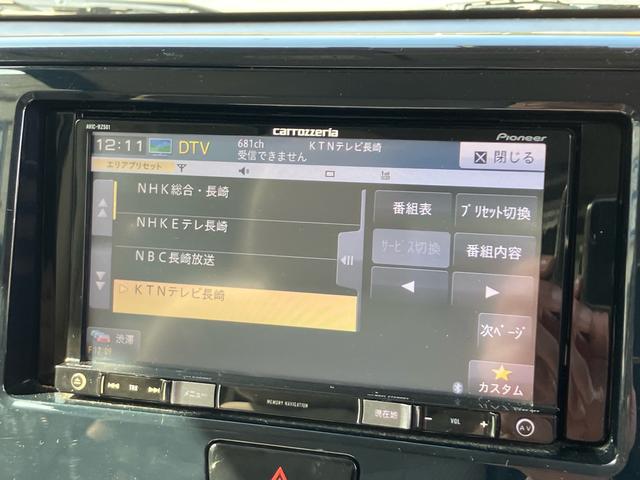 AVIC-RZ501
carrozzeria
Pioneer
12:11 DTV 681ch KTNテレビ長崎
受信できません
閉じる
エリアプリセット
NHK総合・長崎
NHKEテレ長崎
NBC長崎放送
KTNテレビ長崎
番組表
プリセット切換
サービス切換
番組内容
次ページ
カスタム
渋滞
メニュー
TRK
MEMORY NAVIGATION
現在地
- VOL +
AV